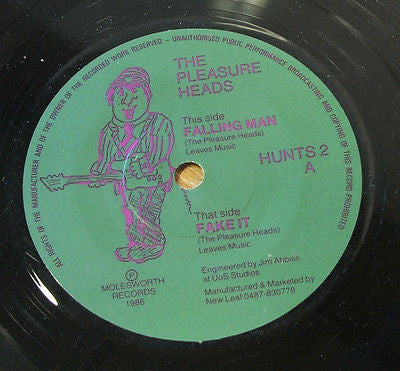 ALL RIGHTS OF THE MANUFACTURER AND OF THE OWNER OF THE RECORDED WORK RESERVED – UNAUTHORISED PUBLIC PERFORMANCE BROADCASTING AND COPYING OF THIS RECORD PROHIBITED
THE
PLEASURE
HEADS
This side
FALLING MAN
(The Pleasure Heads)
Leaves Music
HUNTS 2
A
That side
FAKE IT
(The Pleasure Heads)
Leaves Music
Engineered by Jim Ahbiss
at UoS Studios
Manufactured & Marketed by
New Leaf 0487-830778
P
MOLESWORTH
RECORDS
1986